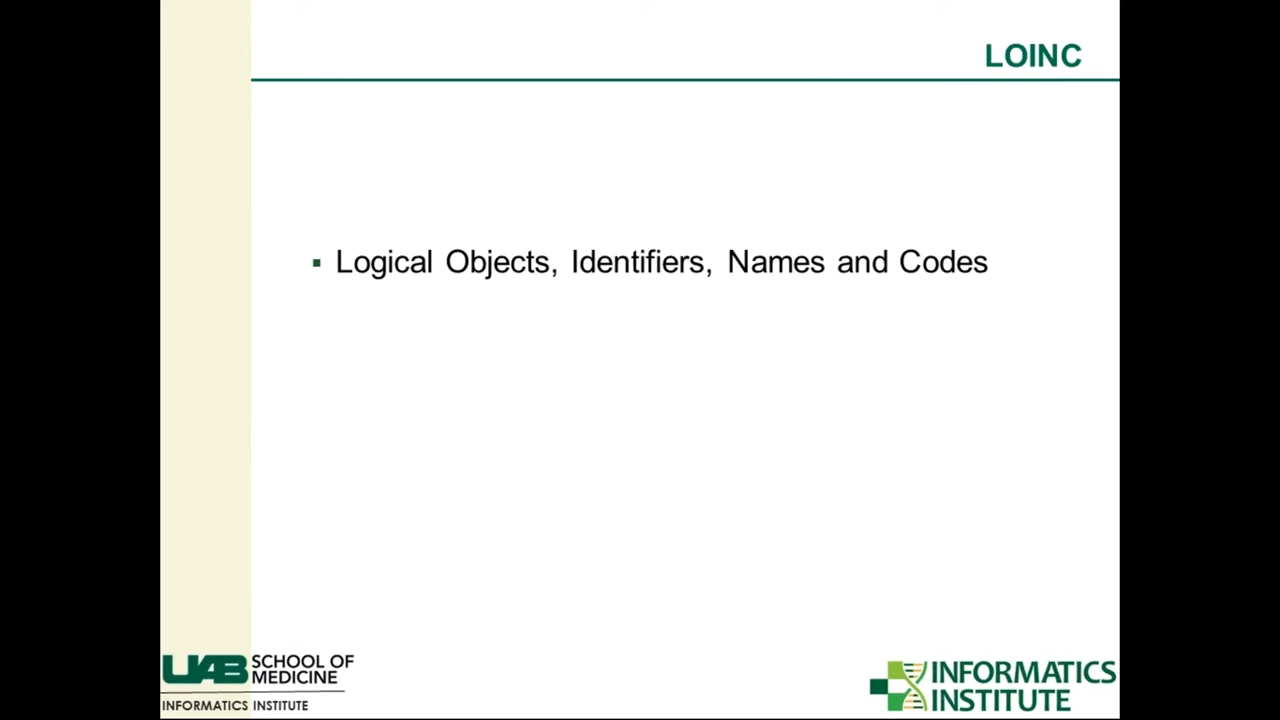 LOINC
▪ Logical Objects, Identifiers, Names and Codes
UAB SCHOOL OF
MEDICINE
INFORMATICS INSTITUTE
INFORMATICS
INSTITUTE